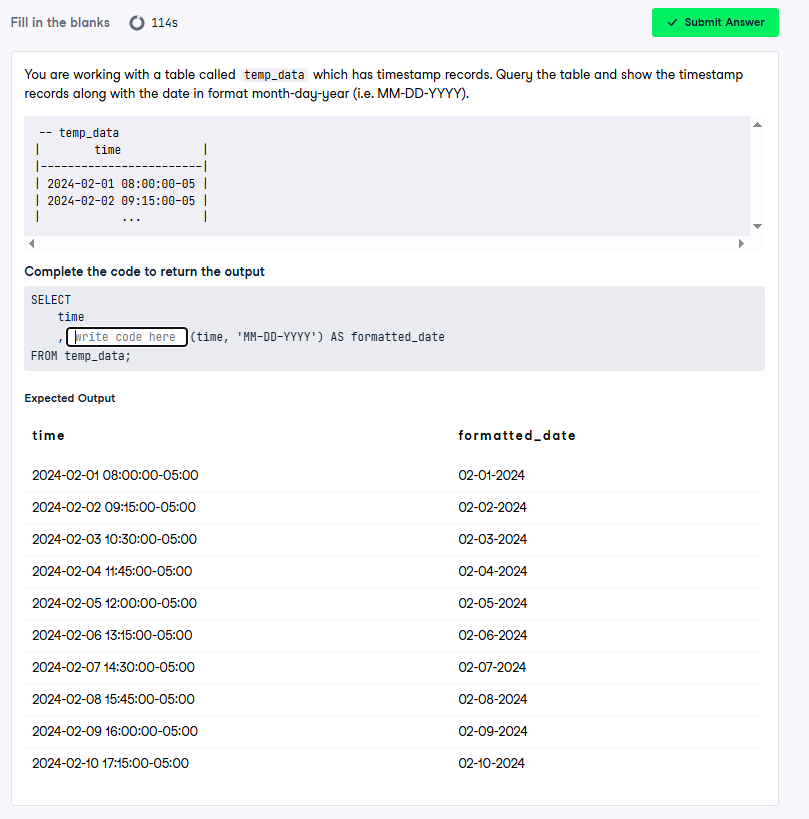 Fill in the blanks 114s Submit Answer
You are working with a table called temp_data which has timestamp records. Query the table and show the timestamp
records along with the date in format month-day-year (i.e. MM-DD-YYYY).
-- temp_data
| time |
|------------------------|
| 2024-02-01 08:00:00-05 |
| 2024-02-02 09:15:00-05 |
| ... |
Complete the code to return the output
SELECT
time
, write code here (time, 'MM-DD-YYYY') AS formatted_date
FROM temp_data;
Expected Output
time formatted_date
2024-02-01 08:00:00-05:00 02-01-2024
2024-02-02 09:15:00-05:00 02-02-2024
2024-02-03 10:30:00-05:00 02-03-2024
2024-02-04 11:45:00-05:00 02-04-2024
2024-02-05 12:00:00-05:00 02-05-2024
2024-02-06 13:15:00-05:00 02-06-2024
2024-02-07 14:30:00-05:00 02-07-2024
2024-02-08 15:45:00-05:00 02-08-2024
2024-02-09 16:00:00-05:00 02-09-2024
2024-02-10 17:15:00-05:00 02-10-2024